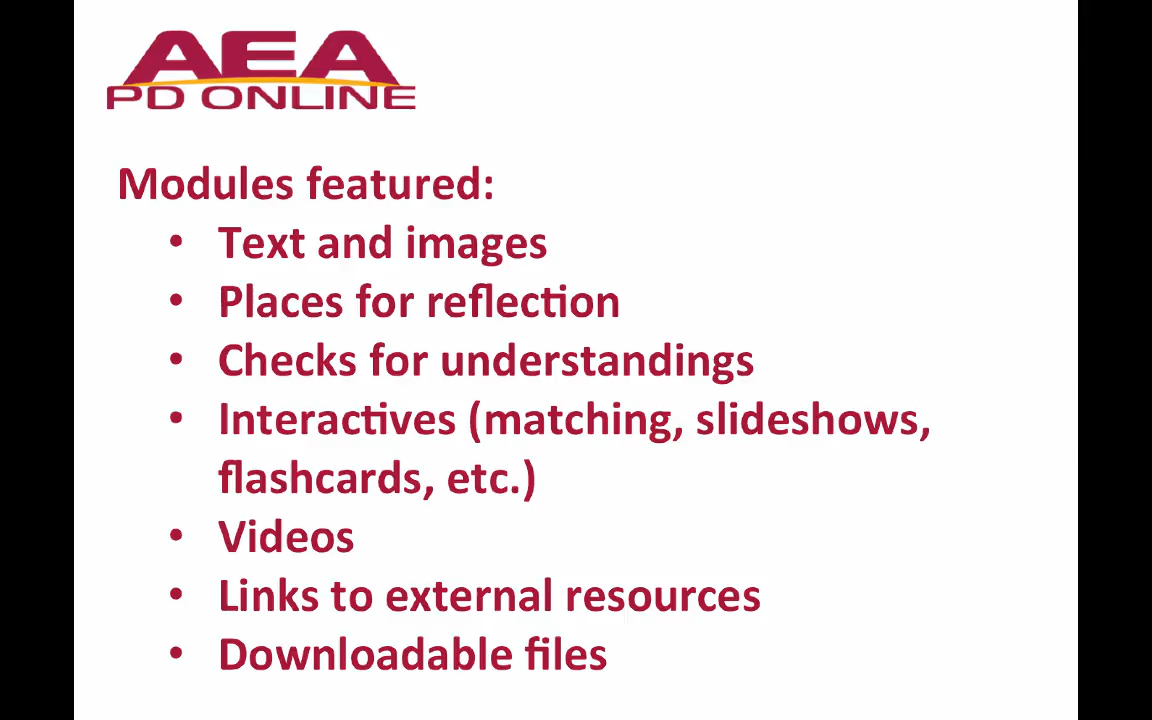 AEA
PD ONLINE
Modules featured:
• Text and images
• Places for reflection
• Checks for understandings
• Interactives (matching, slideshows,
flashcards, etc.)
• Videos
• Links to external resources
• Downloadable files